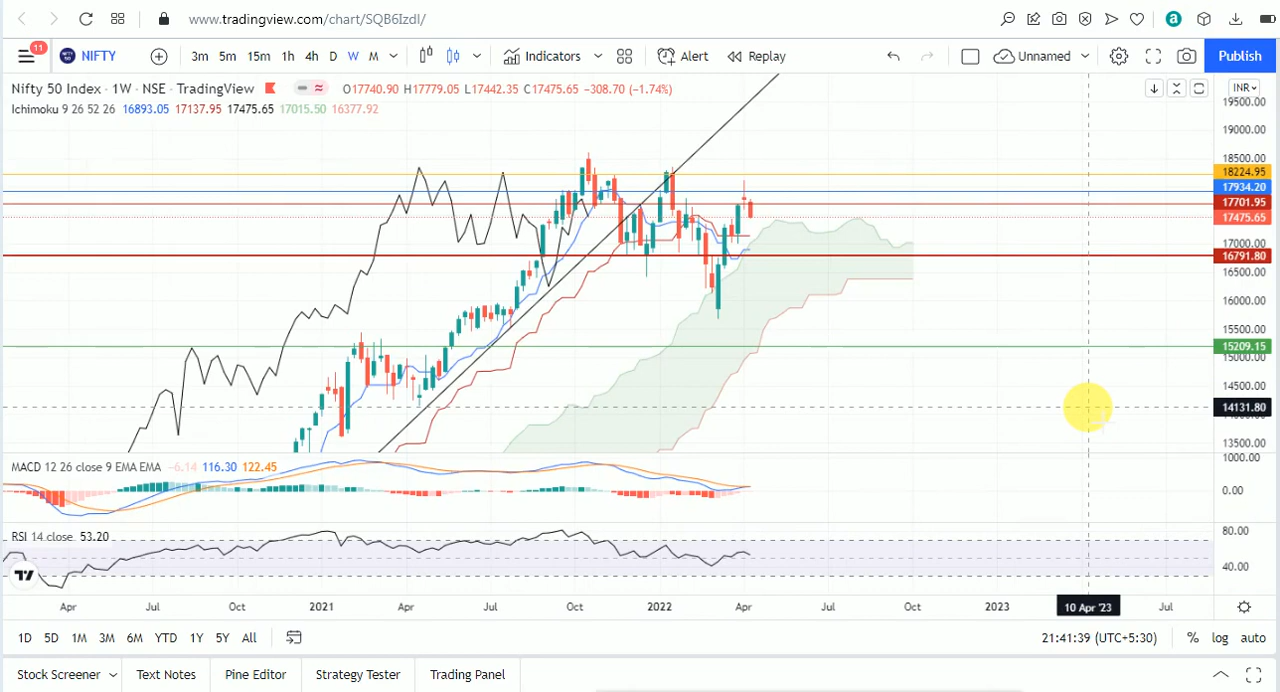 www.tradingview.com/chart/SQB6Izdl/
a
11 NIFTY 3m 5m 15m 1h 4h D W M Indicators Alert Replay Unnamed Publish
Nifty 50 Index · 1W · NSE · TradingView O17740.90 H17779.05 L17442.35 C17475.65 −308.70 (−1.74%) INR
Ichimoku 9 26 52 26 16893.05 17137.95 17475.65 17015.50 16377.92
19500.00
19000.00
18500.00
18224.95
17934.20
17701.95
17475.65
17000.00
16791.80
16500.00
16000.00
15500.00
15209.15
15000.00
14500.00
14131.80
13500.00
MACD 12 26 close 9 EMA EMA −6.14 116.30 122.45
1000.00
0.00
RSI 14 close 53.20
80.00
40.00
Apr Jul Oct 2021 Apr Jul Oct 2022 Apr Jul Oct 2023 10 Apr '23 Jul
1D 5D 1M 3M 6M YTD 1Y 5Y All 21:41:39 (UTC+5:30) % log auto
Stock Screener Text Notes Pine Editor Strategy Tester Trading Panel